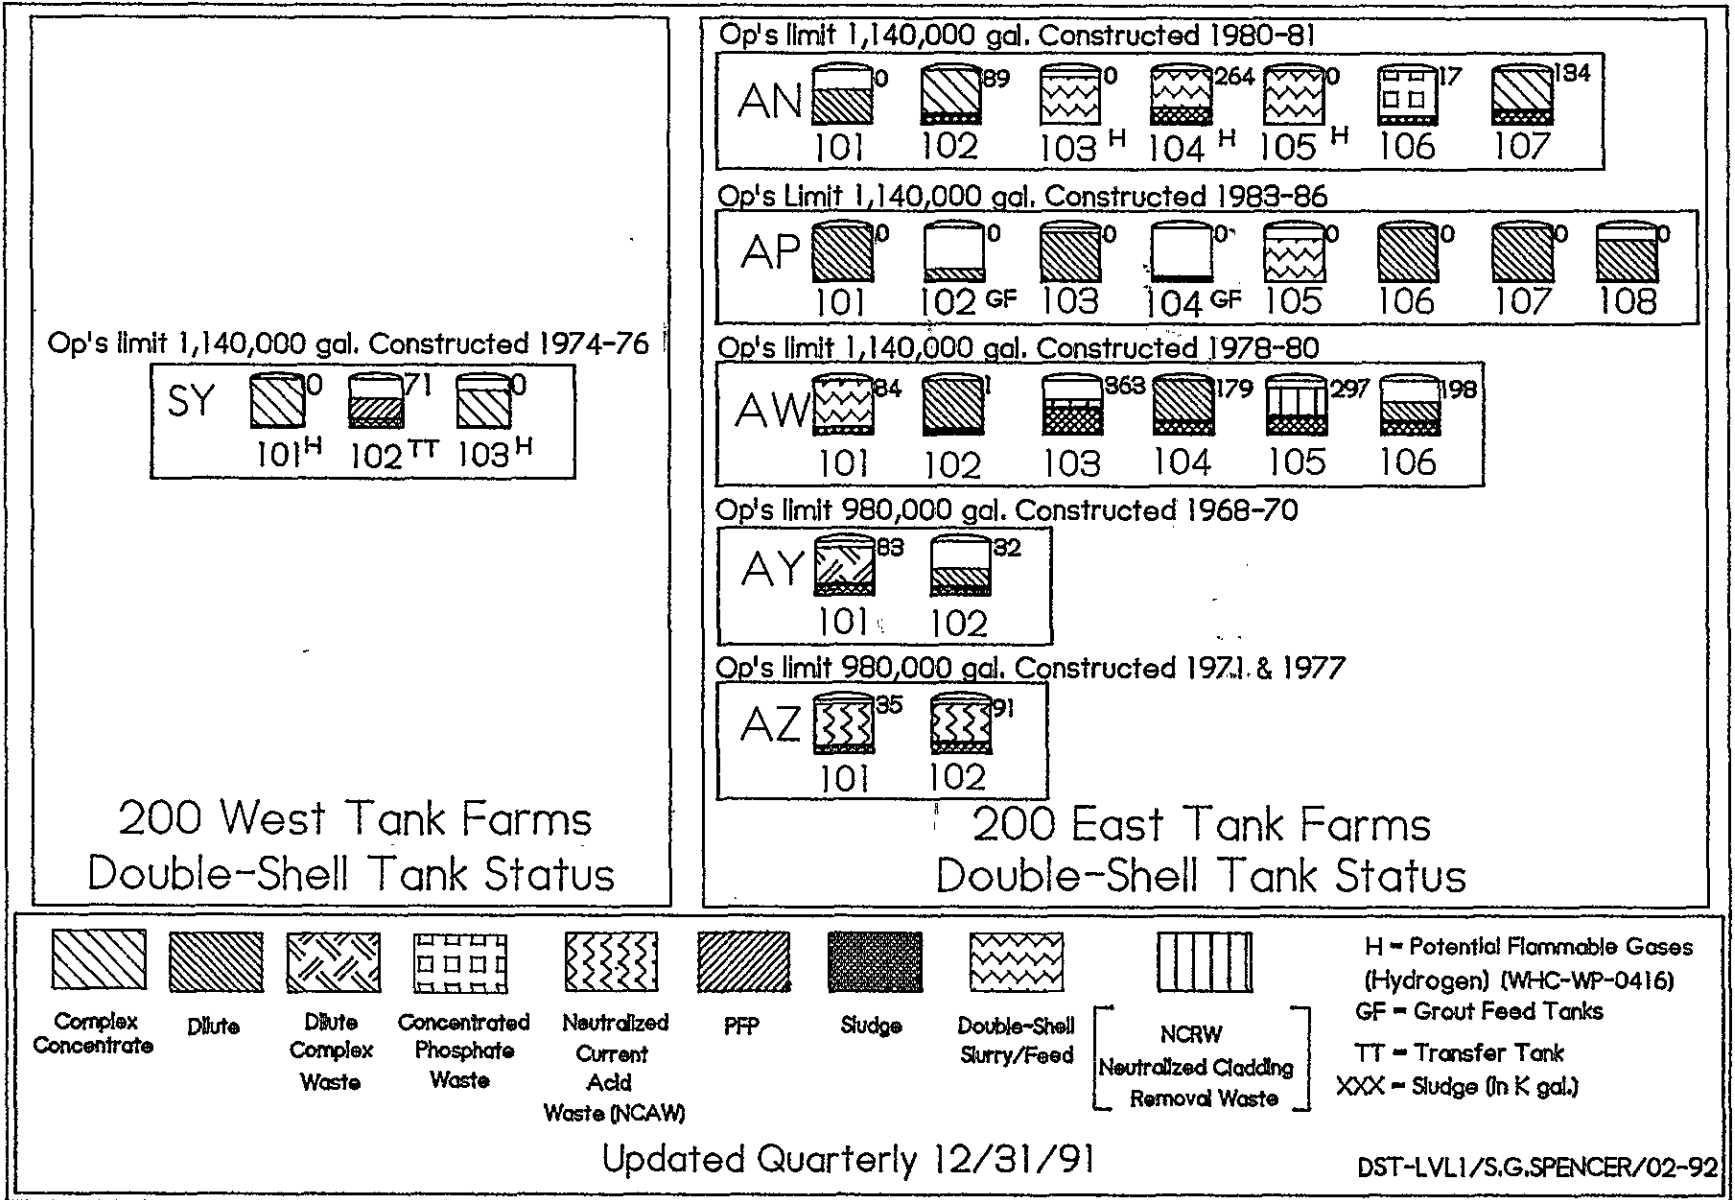 Op's limit 1,140,000 gal. Constructed 1974-76
SY
0 71 0
101 H 102 TT 103 H
200 West Tank Farms
Double-Shell Tank Status
Op's limit 1,140,000 gal. Constructed 1980-81
AN
0 89 0 264 0 17 134
101 102 103 H 104 H 105 H 106 107
Op's Limit 1,140,000 gal. Constructed 1983-86
AP
0 0 0 0 0 0 0 0
101 102 GF 103 104 GF 105 106 107 108
Op's limit 1,140,000 gal. Constructed 1978-80
AW
84 1 363 179 297 198
101 102 103 104 105 106
Op's limit 980,000 gal. Constructed 1968-70
AY
83 32
101 102
Op's limit 980,000 gal. Constructed 1971 & 1977
AZ
35 91
101 102
200 East Tank Farms
Double-Shell Tank Status
Complex
Concentrate
Dilute
Dilute
Complex
Waste
Concentrated
Phosphate
Waste
Neutralized
Current
Acid
Waste (NCAW)
PFP
Sludge
Double-Shell
Slurry/Feed
NCRW
Neutralized Cladding
Removal Waste
H = Potential Flammable Gases
(Hydrogen) (WHC-WP-0416)
GF = Grout Feed Tanks
TT = Transfer Tank
XXX = Sludge (in K gal.)
Updated Quarterly 12/31/91
DST-LVL1/S.G.SPENCER/02-92